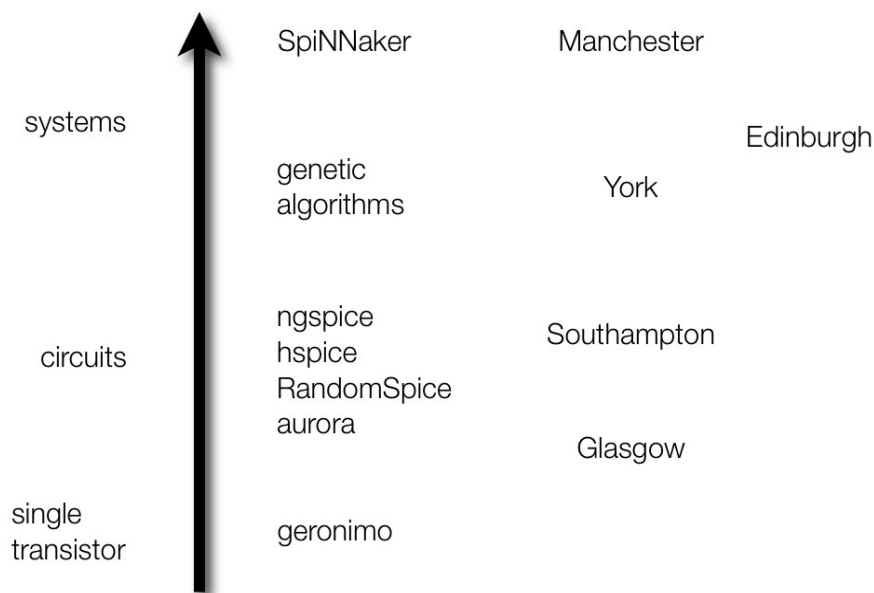 SpiNNaker
Manchester
systems
Edinburgh
genetic
algorithms
York
ngspice
hspice
RandomSpice
aurora
Southampton
circuits
Glasgow
single
transistor
geronimo